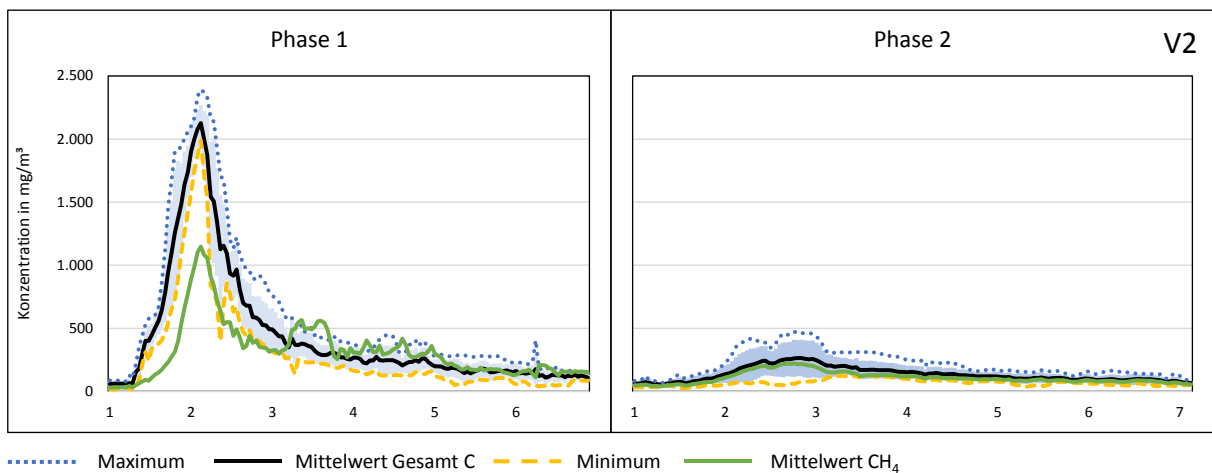 Phase 1
Phase 2
V2
Konzentration in mg/m³
2.500
2.000
1.500
1.000
500
0
1 2 3 4 5 6
1 2 3 4 5 6 7
Maximum Mittelwert Gesamt C Minimum Mittelwert CH₄